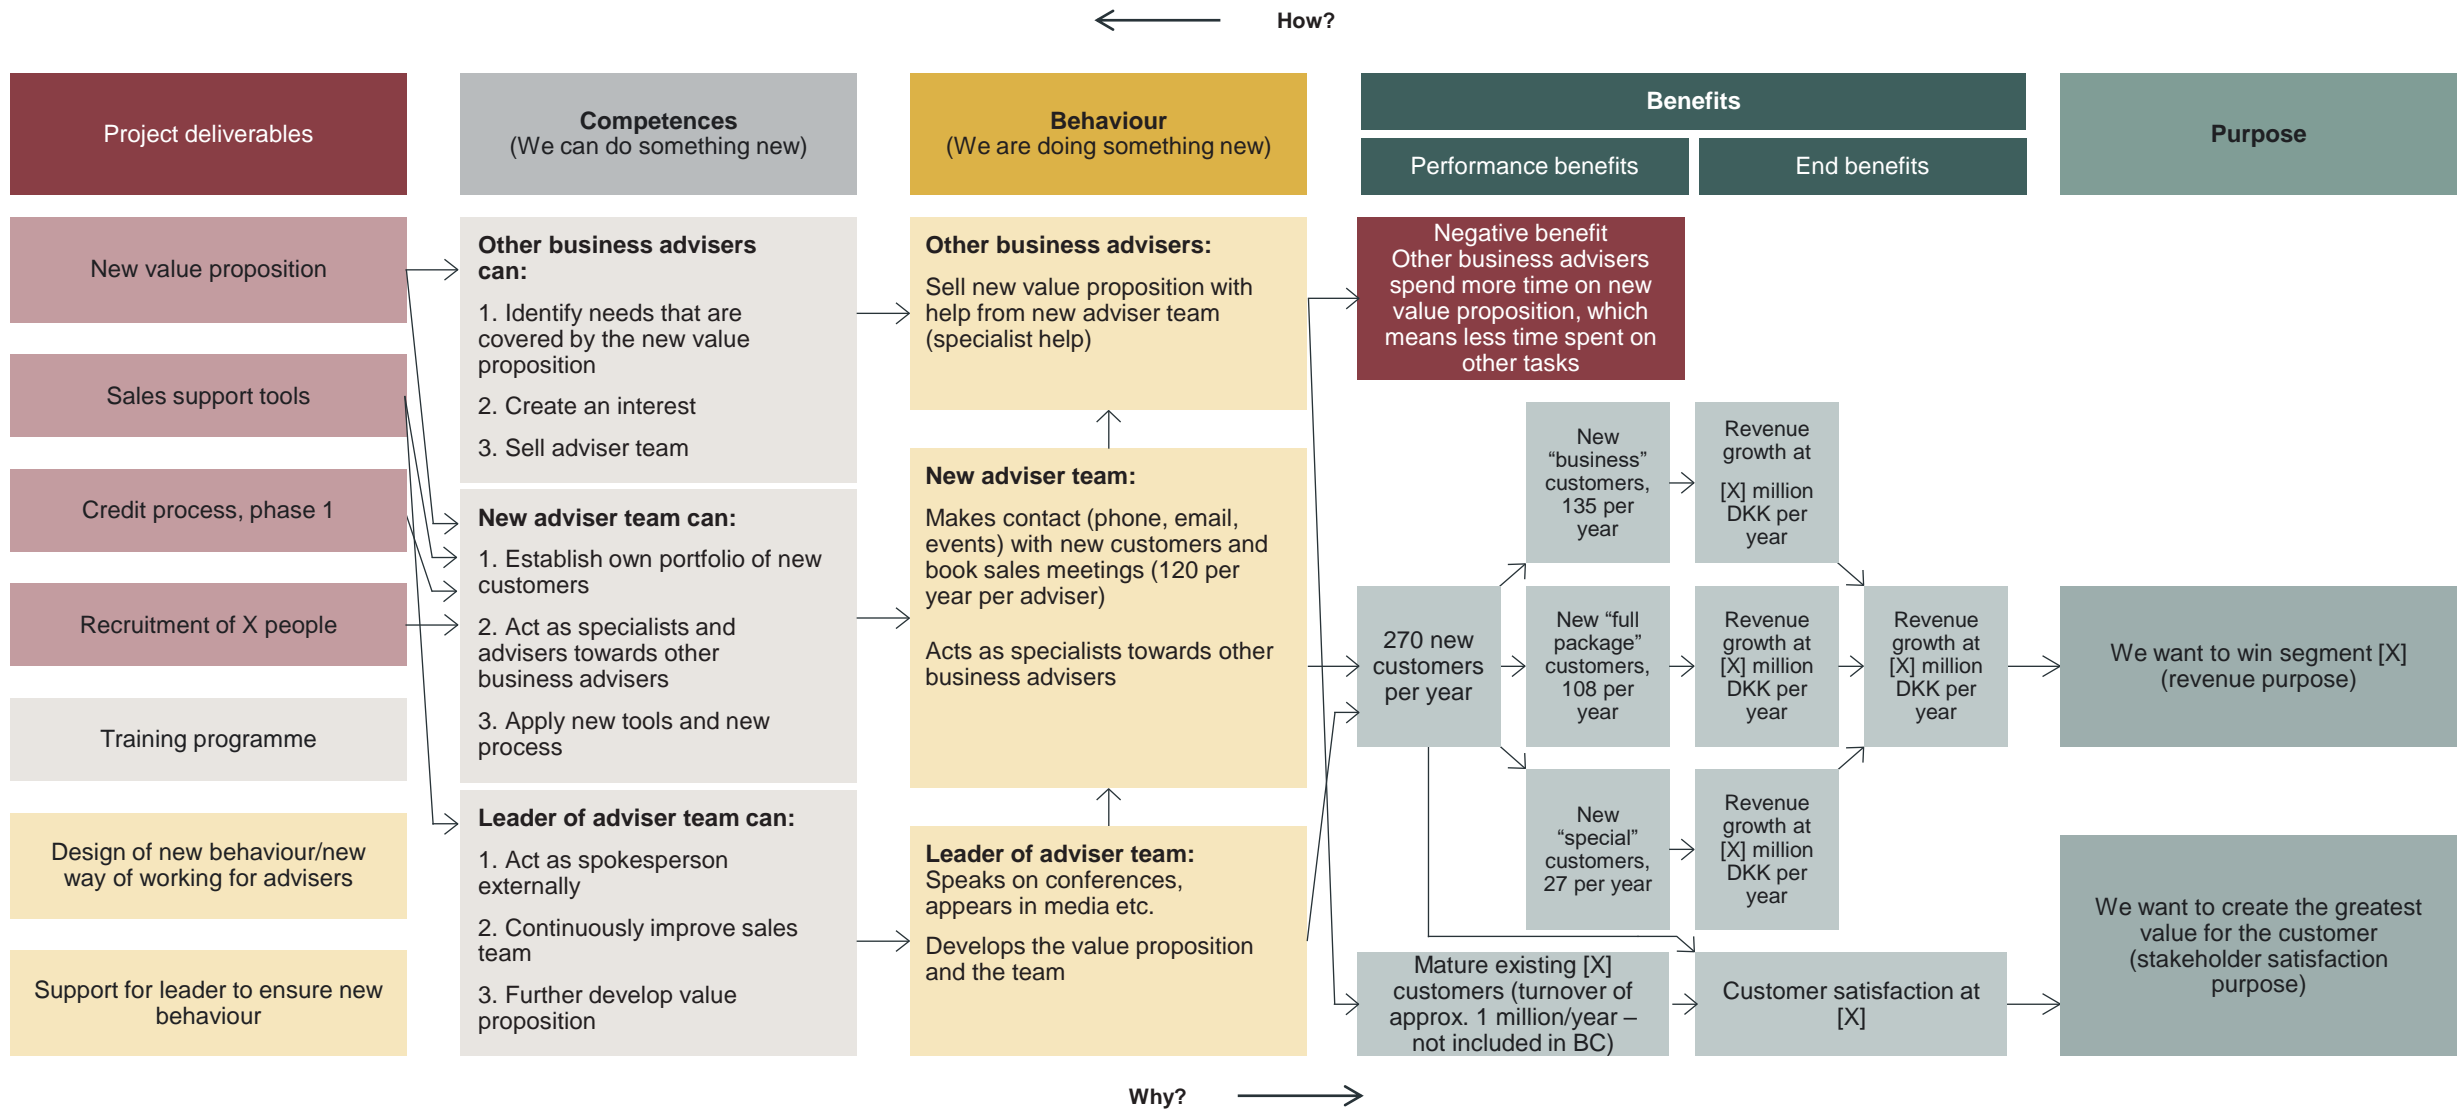 How?
Project deliverables
Competences
(We can do something new)
Behaviour
(We are doing something new)
Benefits
Performance benefits
End benefits
Purpose
New value proposition
Sales support tools
Credit process, phase 1
Recruitment of X people
Training programme
Design of new behaviour/new
way of working for advisers
Support for leader to ensure new
behaviour
Other business advisers
can:
1. Identify needs that are
covered by the new value
proposition
2. Create an interest
3. Sell adviser team
New adviser team can:
1. Establish own portfolio of new
customers
2. Act as specialists and
advisers towards other
business advisers
3. Apply new tools and new
process
Leader of adviser team can:
1. Act as spokesperson
externally
2. Continuously improve sales
team
3. Further develop value
proposition
Other business advisers:
Sell new value proposition with
help from new adviser team
(specialist help)
New adviser team:
Makes contact (phone, email,
events) with new customers and
book sales meetings (120 per
year per adviser)
Acts as specialists towards other
business advisers
Leader of adviser team:
Speaks on conferences,
appears in media etc.
Develops the value proposition
and the team
Negative benefit
Other business advisers
spend more time on new
value proposition, which
means less time spent on
other tasks
270 new
customers
per year
New
“business”
customers,
135 per
year
New “full
package”
customers,
108 per
year
New
“special”
customers,
27 per year
Mature existing [X]
customers (turnover of
approx. 1 million/year –
not included in BC)
Revenue
growth at
[X] million
DKK per
year
Revenue
growth at
[X] million
DKK per
year
Revenue
growth at
[X] million
DKK per
year
Revenue
growth at
[X] million
DKK per
year
Customer satisfaction at
[X]
We want to win segment [X]
(revenue purpose)
We want to create the greatest
value for the customer
(stakeholder satisfaction
purpose)
Why?